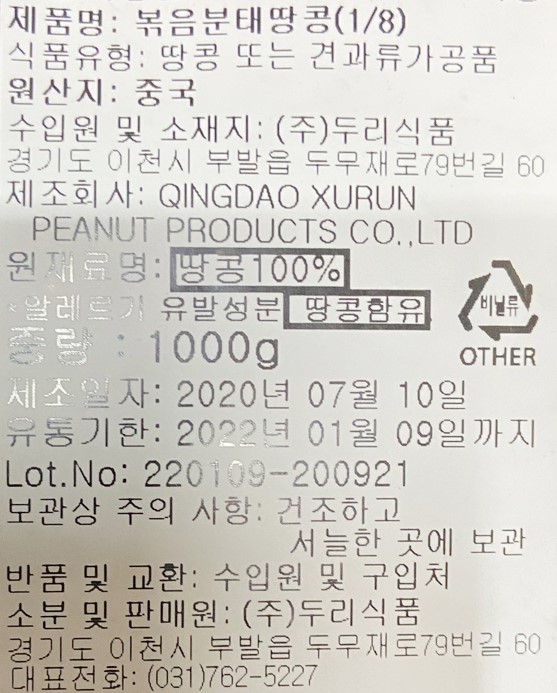 제품명: 볶음분태땅콩(1/8)
식품유형: 땅콩 또는 견과류가공품
원산지: 중국
수입원 및 소재지: (주)두리식품
경기도 이천시 부발읍 두무재로79번길 60
제조회사: QINGDAO XURUN
PEANUT PRODUCTS CO.,LTD
원재료명: 땅콩100%
*알레르기 유발성분 땅콩함유
비닐류
OTHER
중량 : 1000g
제조일자: 2020년 07월 10일
유통기한: 2022년 01월 09일까지
Lot.No: 220109-200921
보관상 주의 사항: 건조하고
서늘한 곳에 보관
반품 및 교환: 수입원 및 구입처
소분 및 판매원: (주)두리식품
경기도 이천시 부발읍 두무재로79번길 60
대표전화: (031)762-5227